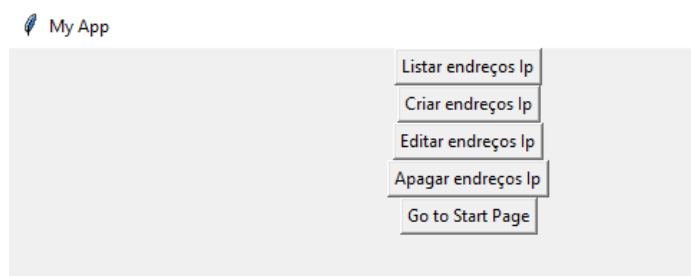 My App
Listar endreços Ip
Criar endreços Ip
Editar endreços Ip
Apagar endreços Ip
Go to Start Page